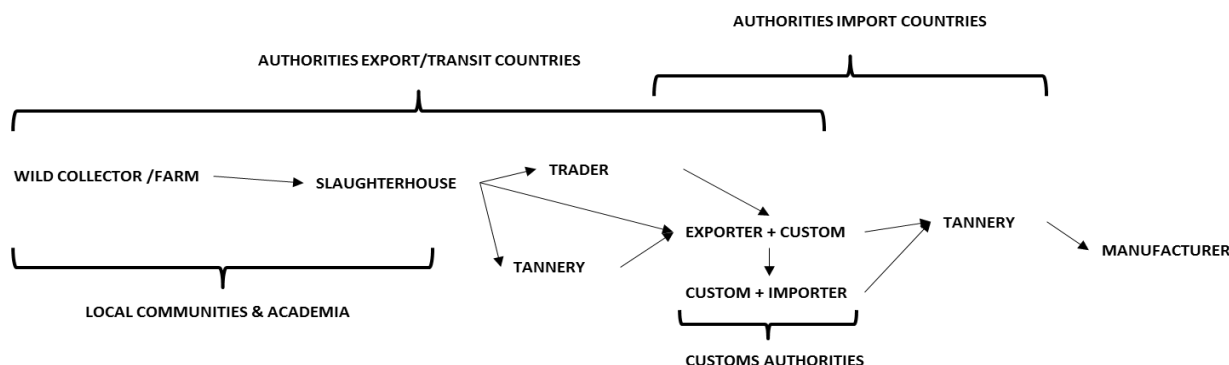 AUTHORITIES IMPORT COUNTRIES
AUTHORITIES EXPORT/TRANSIT COUNTRIES
WILD COLLECTOR /FARM
SLAUGHTERHOUSE
TRADER
EXPORTER + CUSTOM
TANNERY
TANNERY
MANUFACTURER
CUSTOM + IMPORTER
LOCAL COMMUNITIES & ACADEMIA
CUSTOMS AUTHORITIES